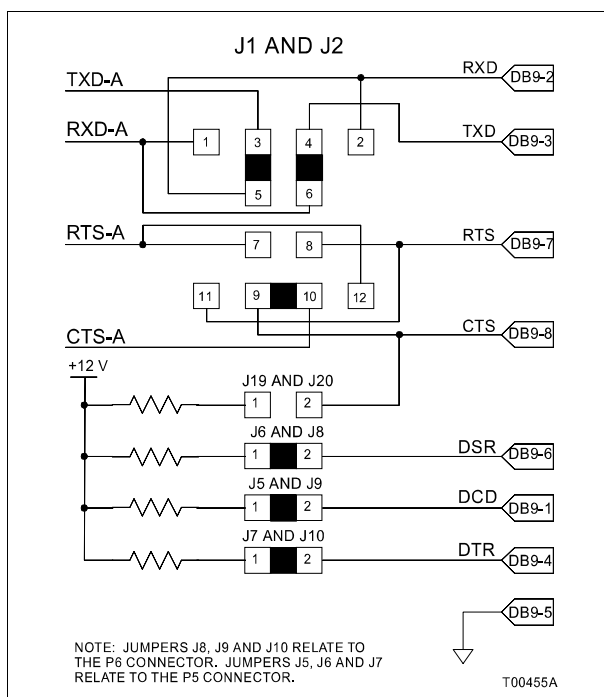 J1 AND J2
TXD-A
RXD
DB9-2
RXD-A
1
3
4
2
TXD
DB9-3
5
6
RTS-A
7
8
RTS
DB9-7
11
9
10
12
CTS-A
CTS
DB9-8
+12 V
J19 AND J20
1
2
J6 AND J8
1
2
DSR
DB9-6
J5 AND J9
1
2
DCD
DB9-1
J7 AND J10
1
2
DTR
DB9-4
DB9-5
NOTE: JUMPERS J8, J9 AND J10 RELATE TO
THE P6 CONNECTOR. JUMPERS J5, J6 AND J7
RELATE TO THE P5 CONNECTOR.
T00455A